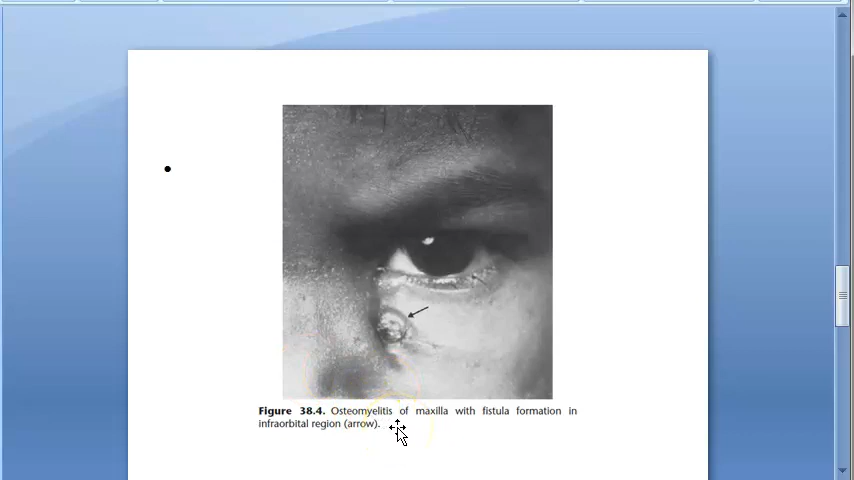 Figure 38.4. Osteomyelitis of maxilla with fistula formation in
infraorbital region (arrow).